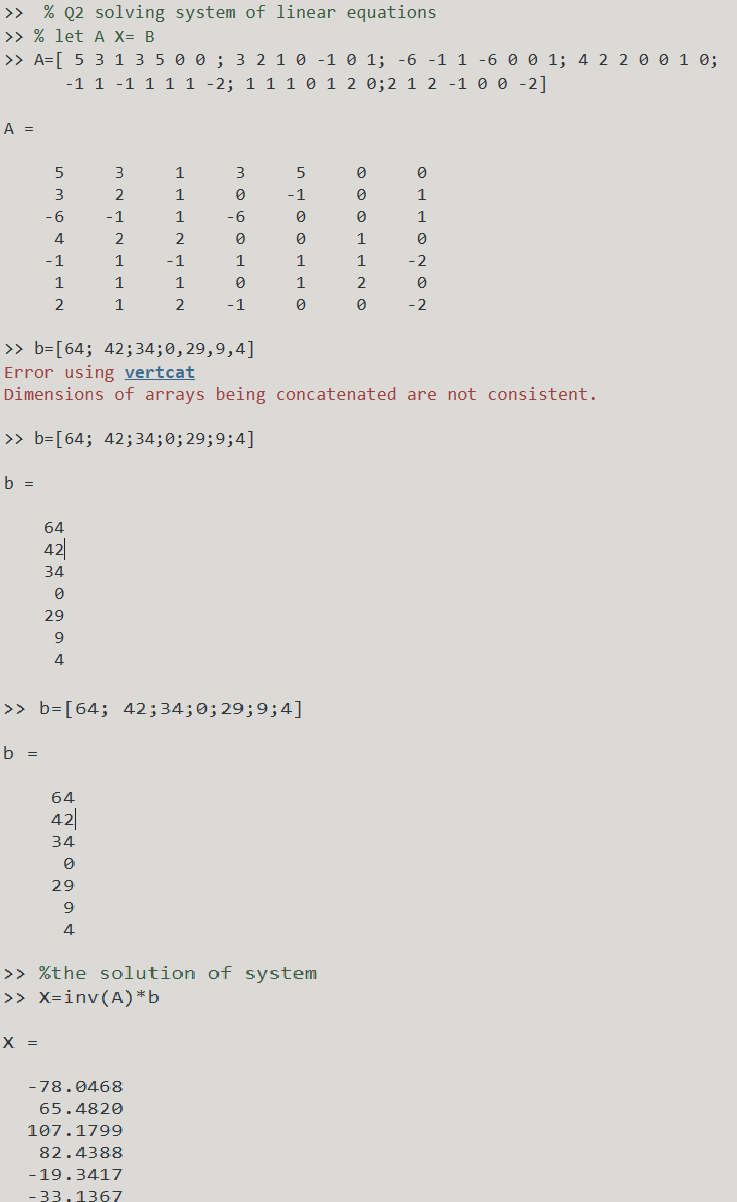 >> % Q2 solving system of linear equations
>> % let A X= B
>> A=[ 5 3 1 3 5 0 0 ; 3 2 1 0 -1 0 1; -6 -1 1 -6 0 0 1; 4 2 2 0 0 1 0;
-1 1 -1 1 1 1 -2; 1 1 1 0 1 2 0;2 1 2 -1 0 0 -2]
A =
5 3 1 3 5 0 0
3 2 1 0 -1 0 1
-6 -1 1 -6 0 0 1
4 2 2 0 0 1 0
-1 1 -1 1 1 1 -2
1 1 1 0 1 2 0
2 1 2 -1 0 0 -2
>> b=[64; 42;34;0,29,9,4]
Error using vertcat
Dimensions of arrays being concatenated are not consistent.
>> b=[64; 42;34;0;29;9;4]
b =
64
42
34
0
29
9
4
>> b=[64; 42;34;0;29;9;4]
b =
64
42
34
0
29
9
4
>> %the solution of system
>> X=inv(A)*b
X =
-78.0468
65.4820
107.1799
82.4388
-19.3417
-33.1367